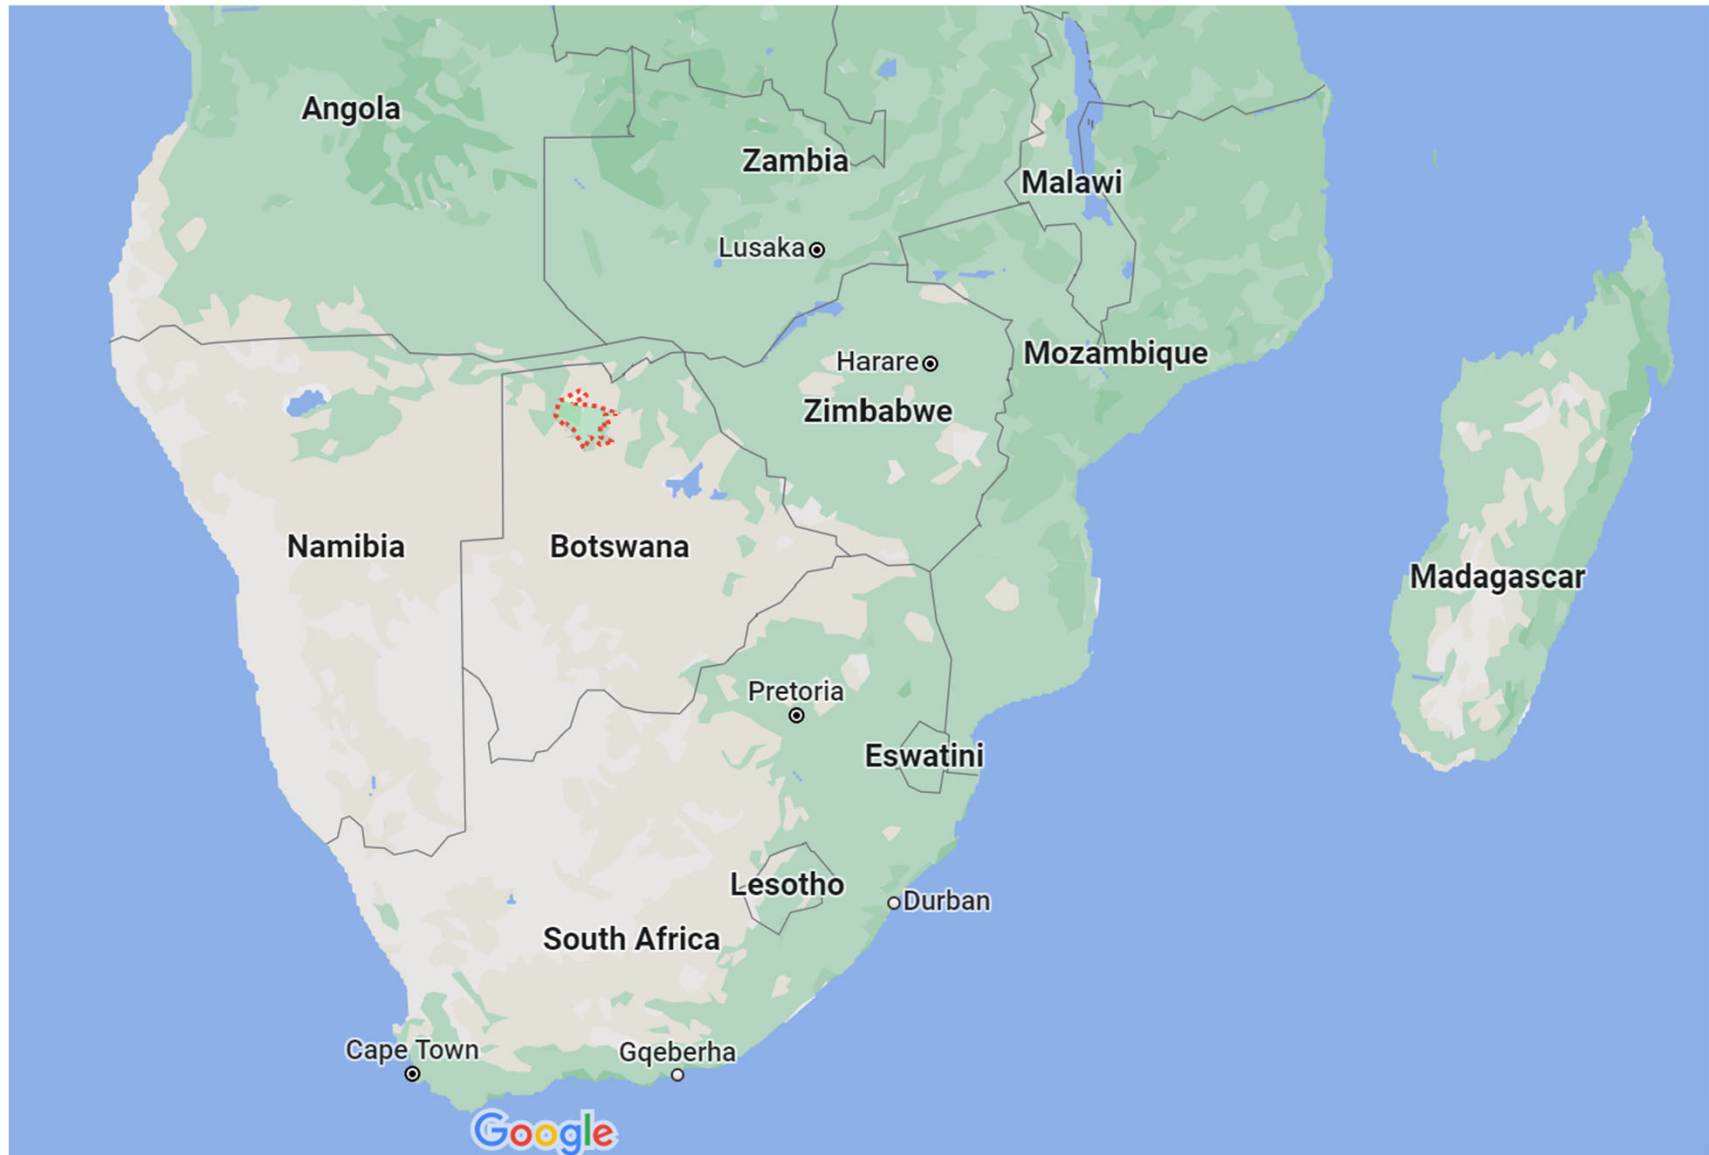 Angola
Zambia
Malawi
Lusaka
Mozambique
Harare
Zimbabwe
Namibia
Botswana
Madagascar
Pretoria
Eswatini
Lesotho
Durban
South Africa
Cape Town
Gqeberha
Google